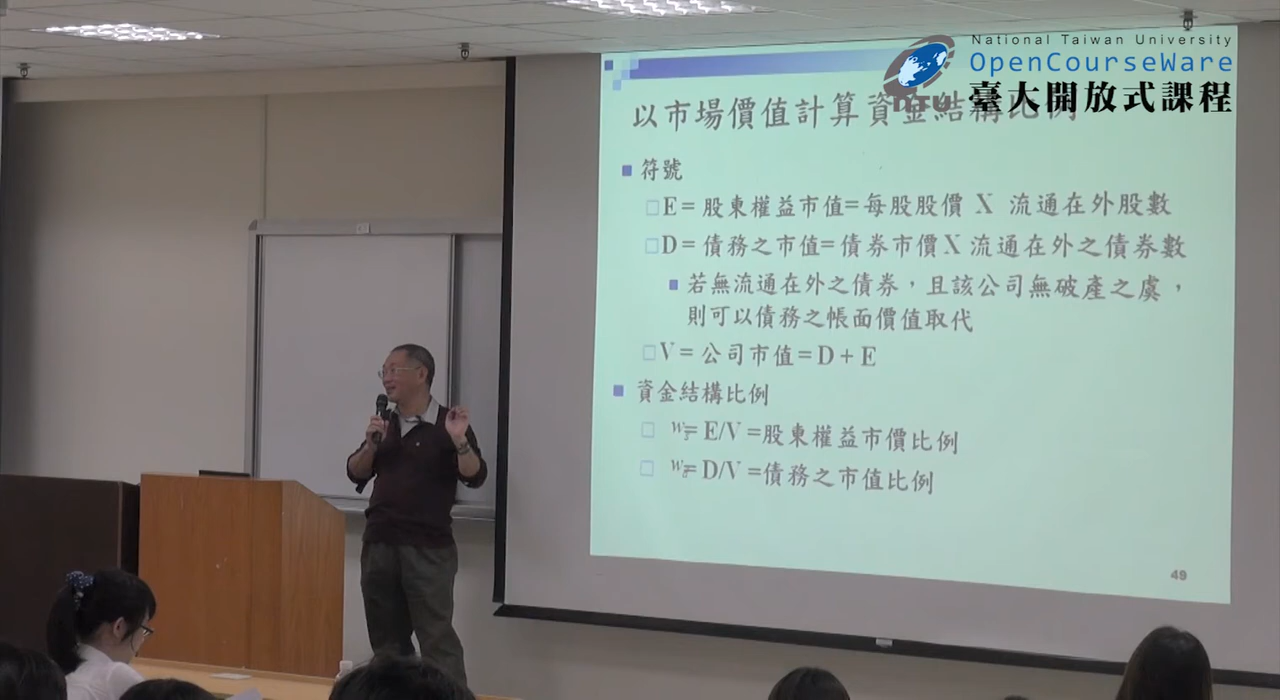 National Taiwan University
OpenCourseWare
臺大開放式課程
NTU
以市場價值計算資金結構比例
符號
E = 股東權益市值=每股股價 X 流通在外股數
D = 債務之市值=債券市價X 流通在外之債券數
若無流通在外之債券，且該公司無破產之虞，
則可以債務之帳面價值取代
V = 公司市值= D + E
資金結構比例
= E/V =股東權益市價比例
= D/V =債務之市值比例
49